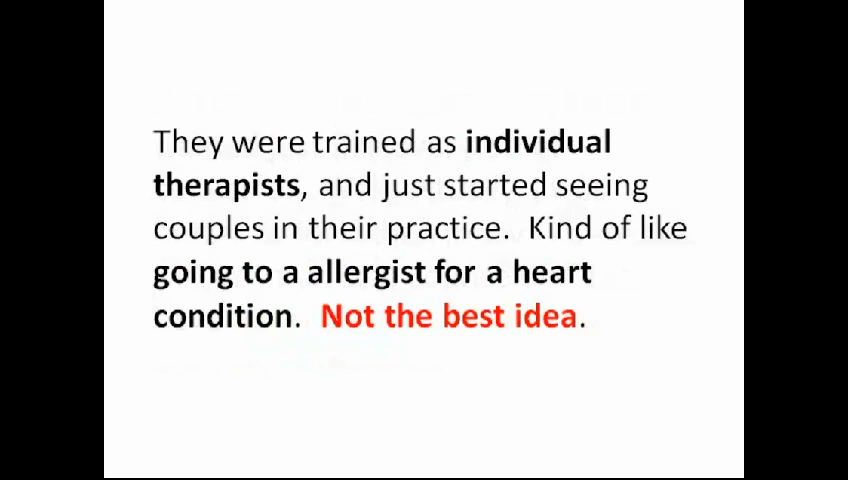 They were trained as individual
therapists, and just started seeing
couples in their practice.  Kind of like
going to a allergist for a heart
condition.  Not the best idea.